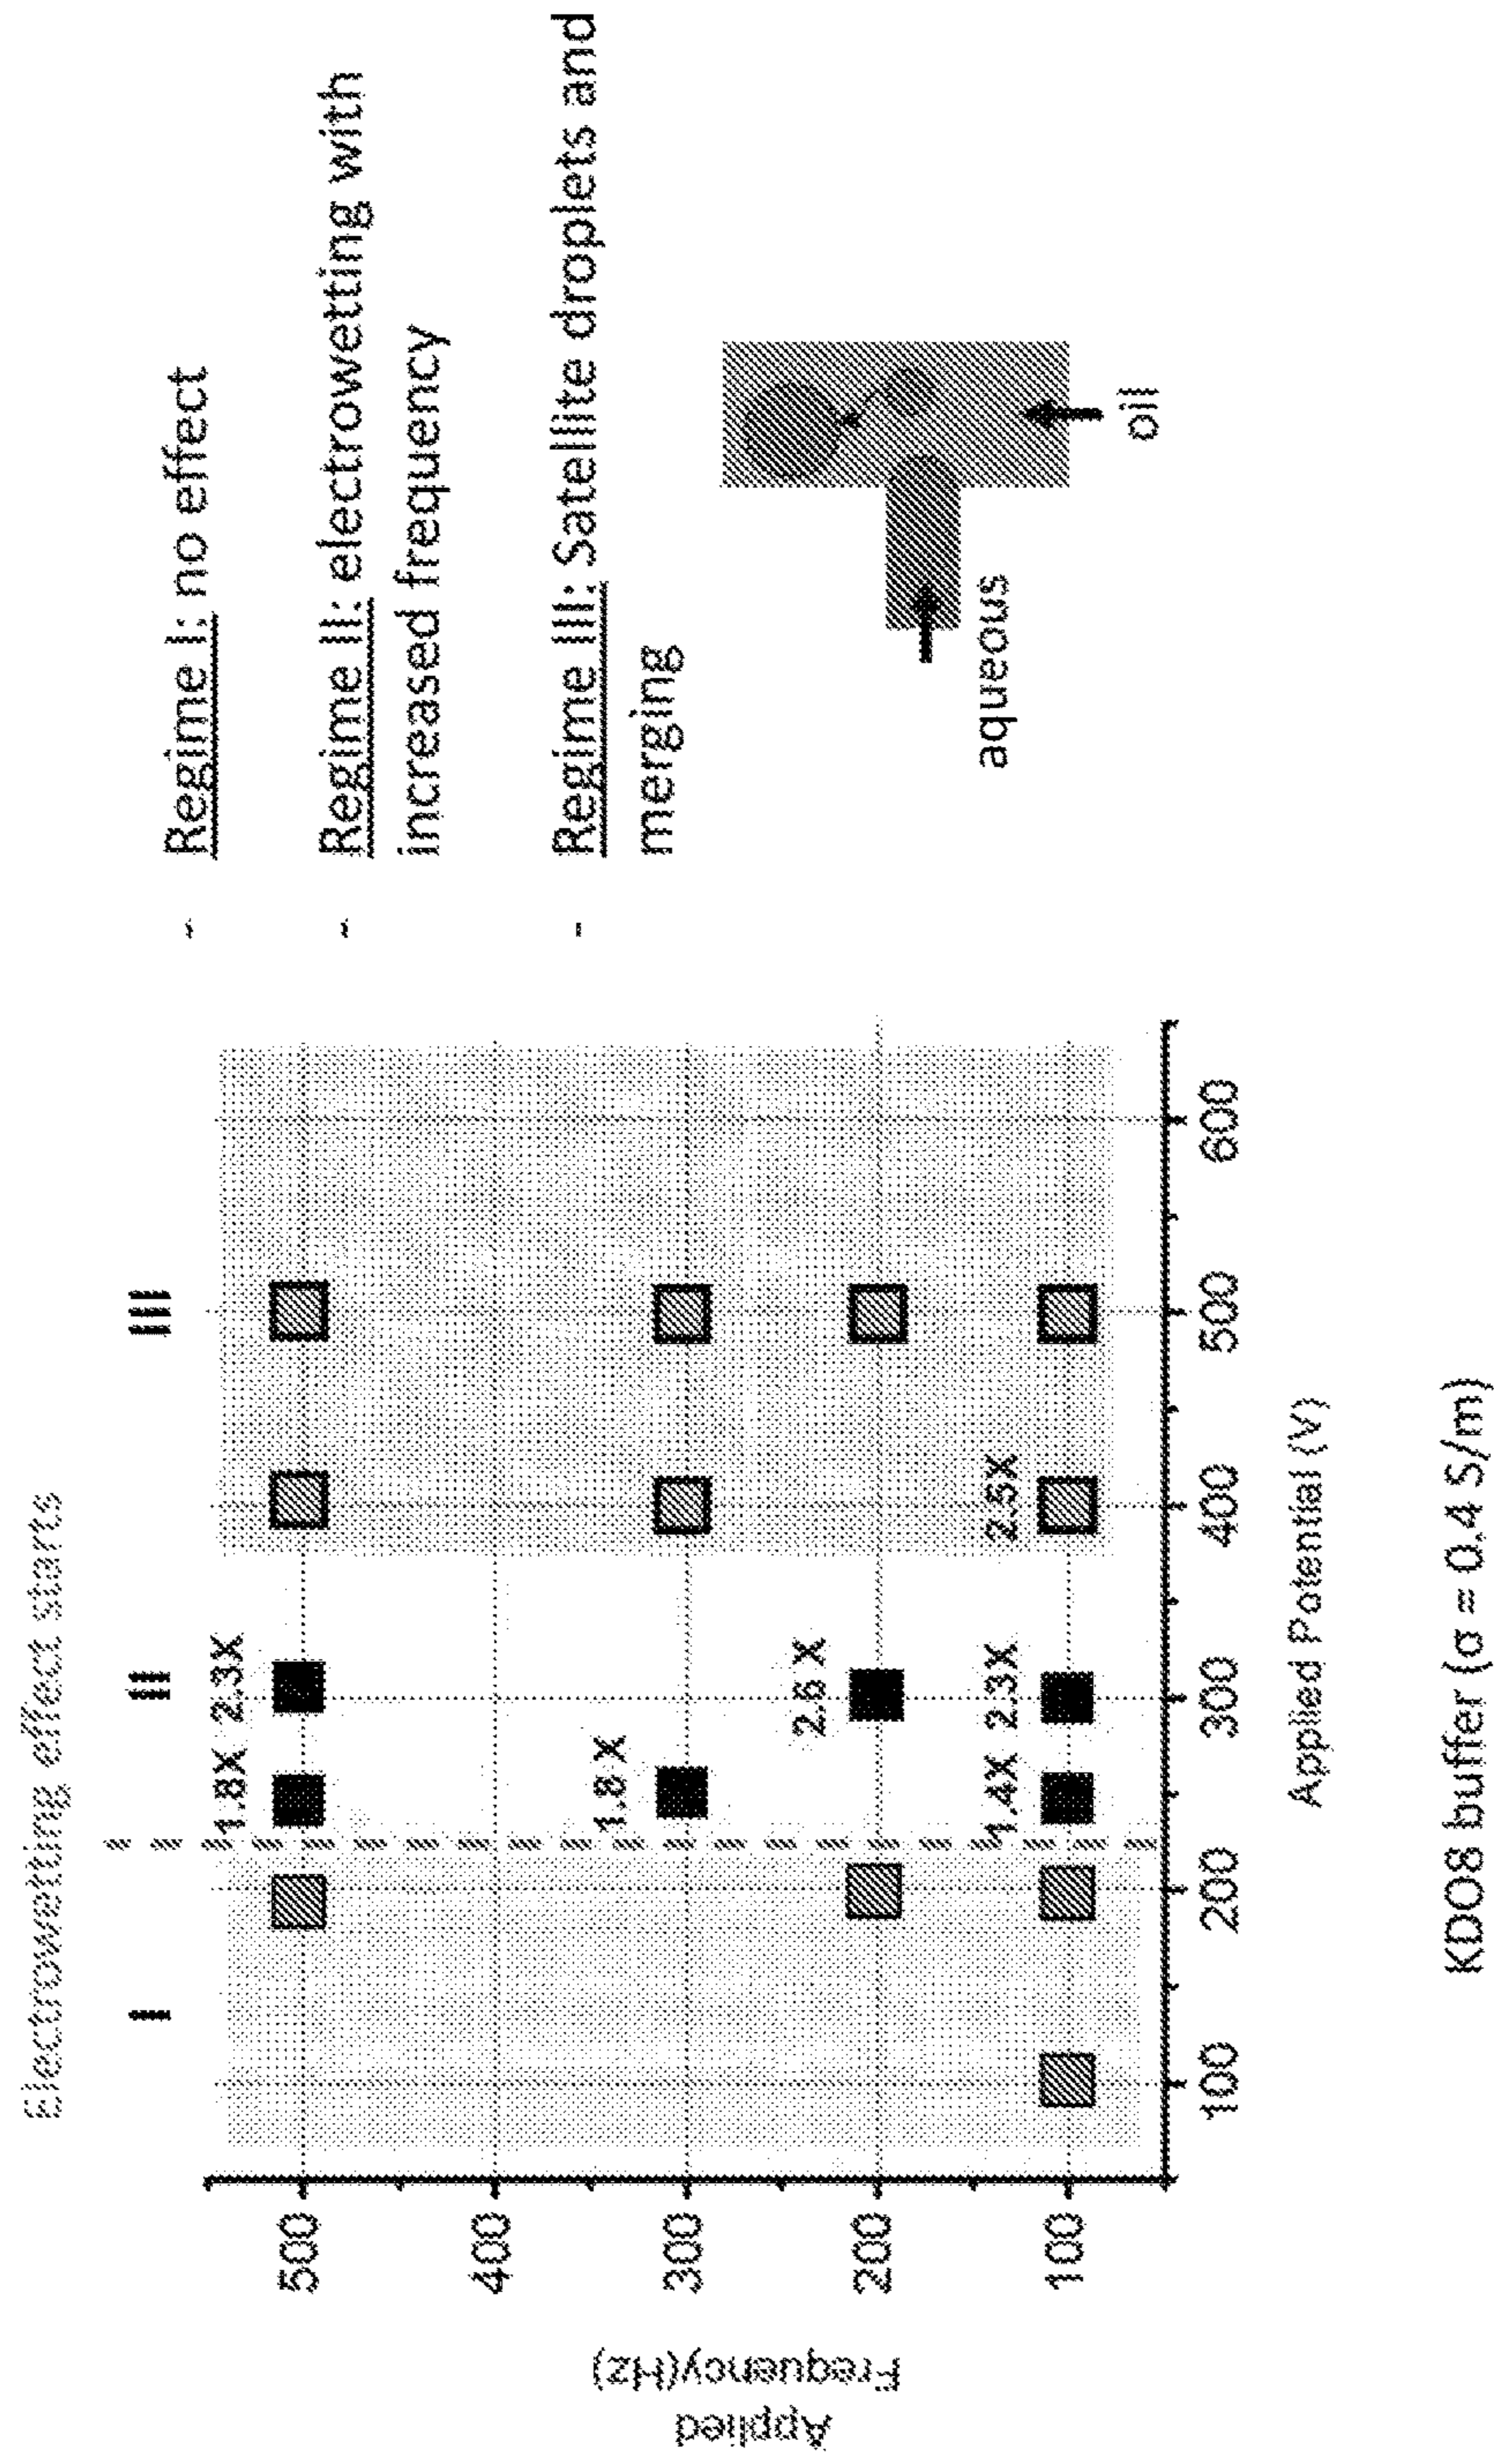 Electrowetting effect starts
I
II
III
Applied
Frequency(Hz)
500
400
300
200
100
1.8X
2.3X
1.8 X
2.6 X
1.4X
2.3X
2.5X
100
200
300
400
500
600
Applied Potential (V)
KDO8 buffer (σ = 0.4 S/m)
- Regime I: no effect
- Regime II: electrowetting with
increased frequency
- Regime III: Satellite droplets and
merging
aqueous
oil